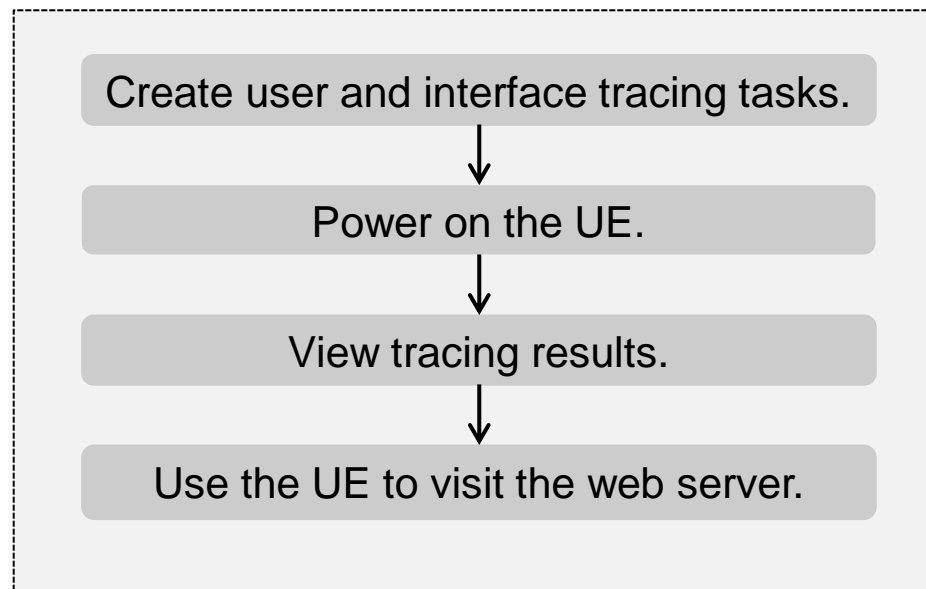 Create user and interface tracing tasks.
Power on the UE.
View tracing results.
Use the UE to visit the web server.